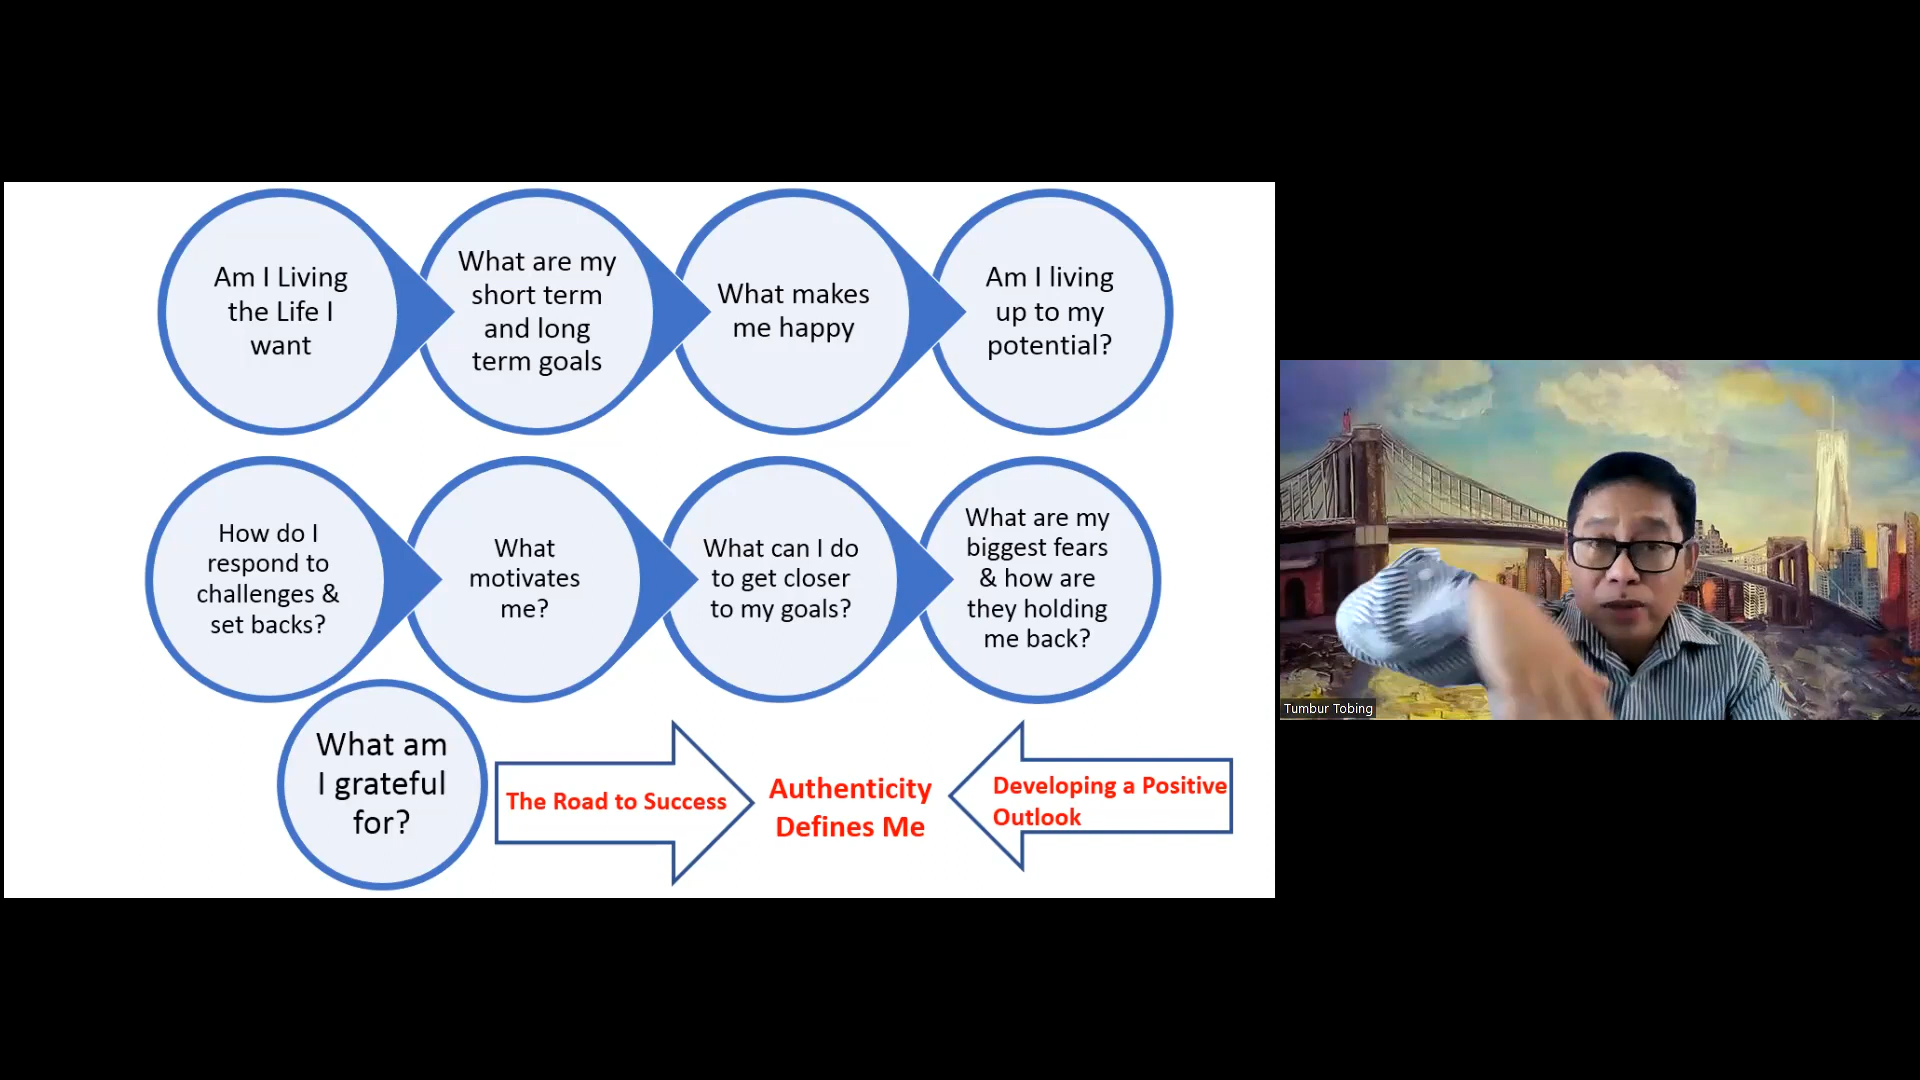 Am I Living
the Life I
want
What are my
short term
and long
term goals
What makes
me happy
Am I living
up to my
potential?
How do I
respond to
challenges &
set backs?
What
motivates
me?
What can I do
to get closer
to my goals?
What are my
biggest fears
& how are
they holding
me back?
What am
I grateful
for?
The Road to Success
Authenticity
Defines Me
Developing a Positive
Outlook
Tumbur Tobing